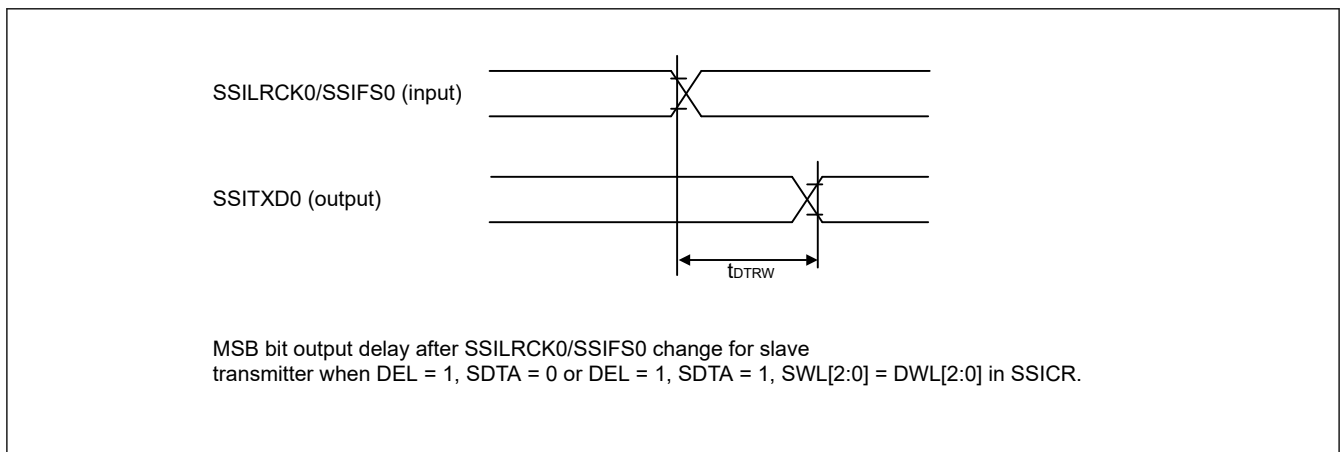 SSILRCK0/SSIFS0 (input)
SSITXD0 (output)
tDTRW
MSB bit output delay after SSILRCK0/SSIFS0 change for slave
transmitter when DEL = 1, SDTA = 0 or DEL = 1, SDTA = 1, SWL[2:0] = DWL[2:0] in SSICR.